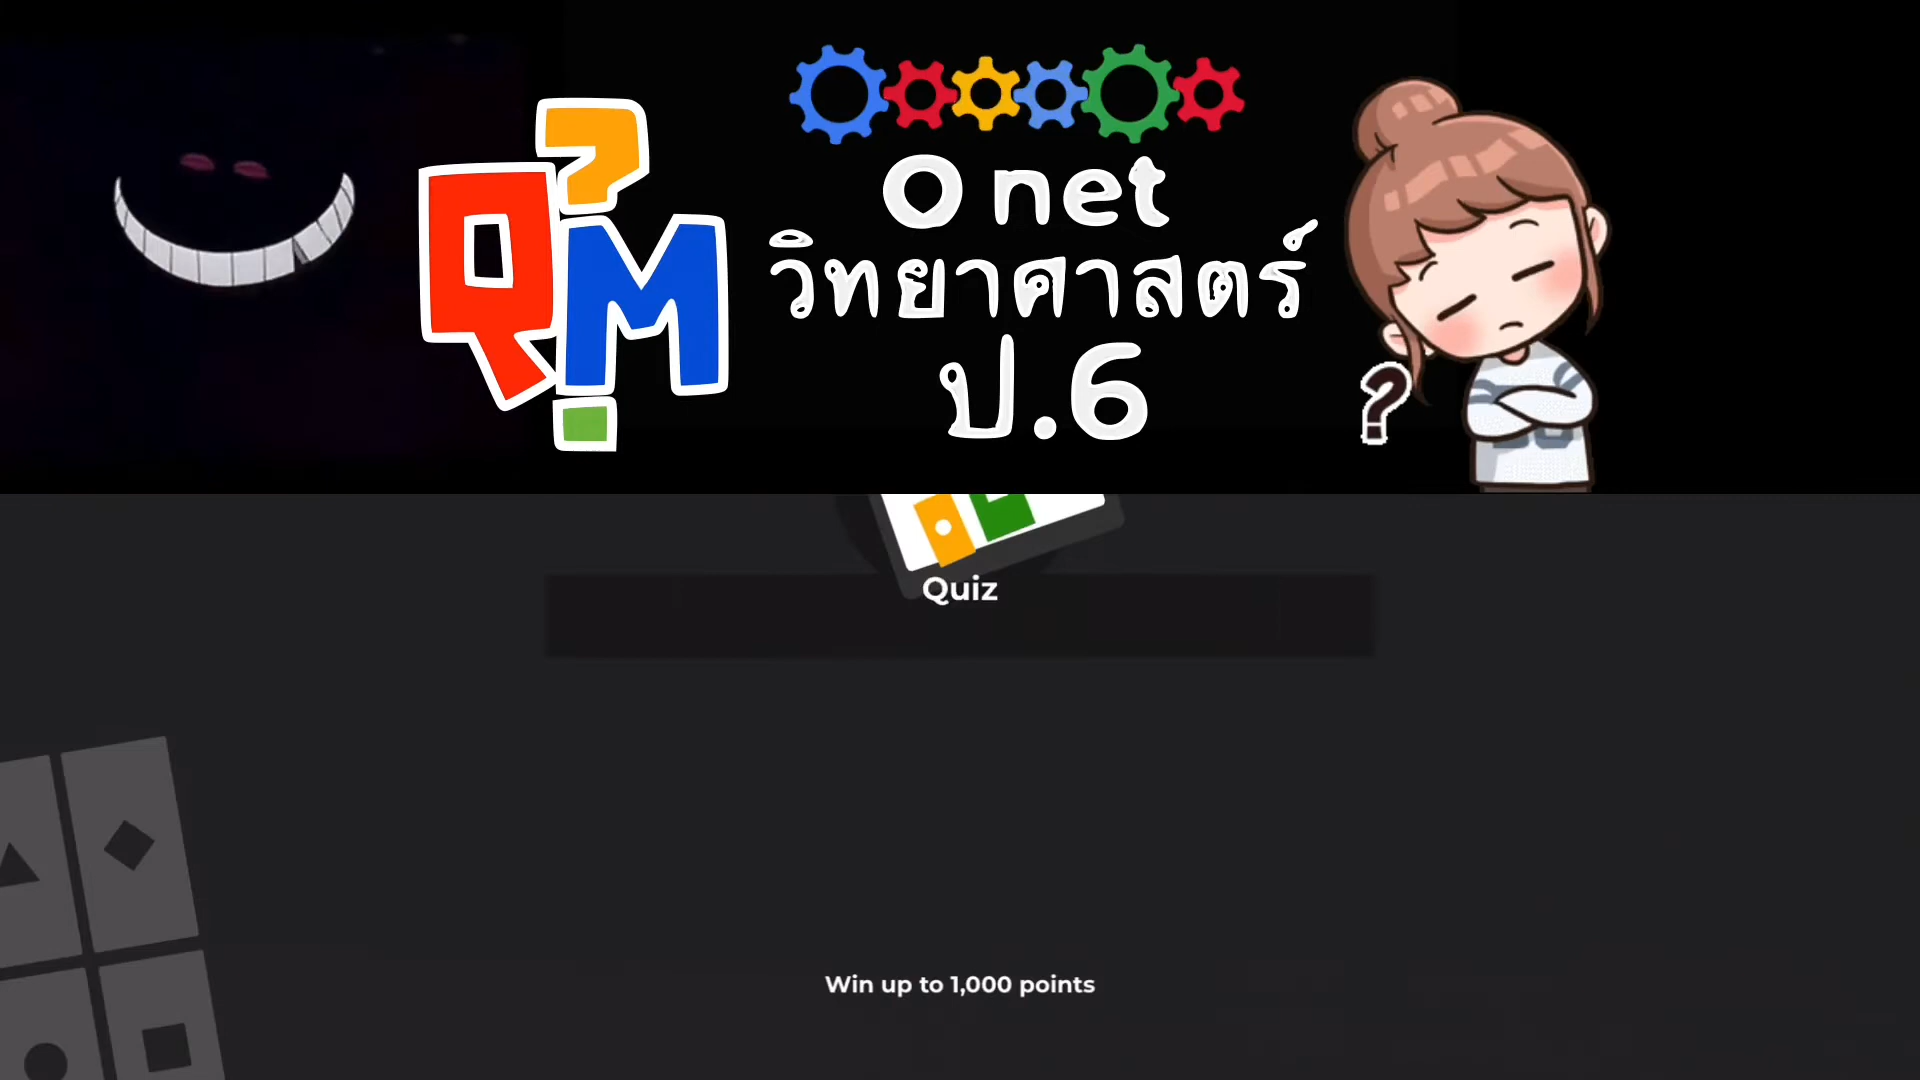 ?
QM
O net
วิทยาศาสตร์
ป.6
?
Quiz
Win up to 1,000 points